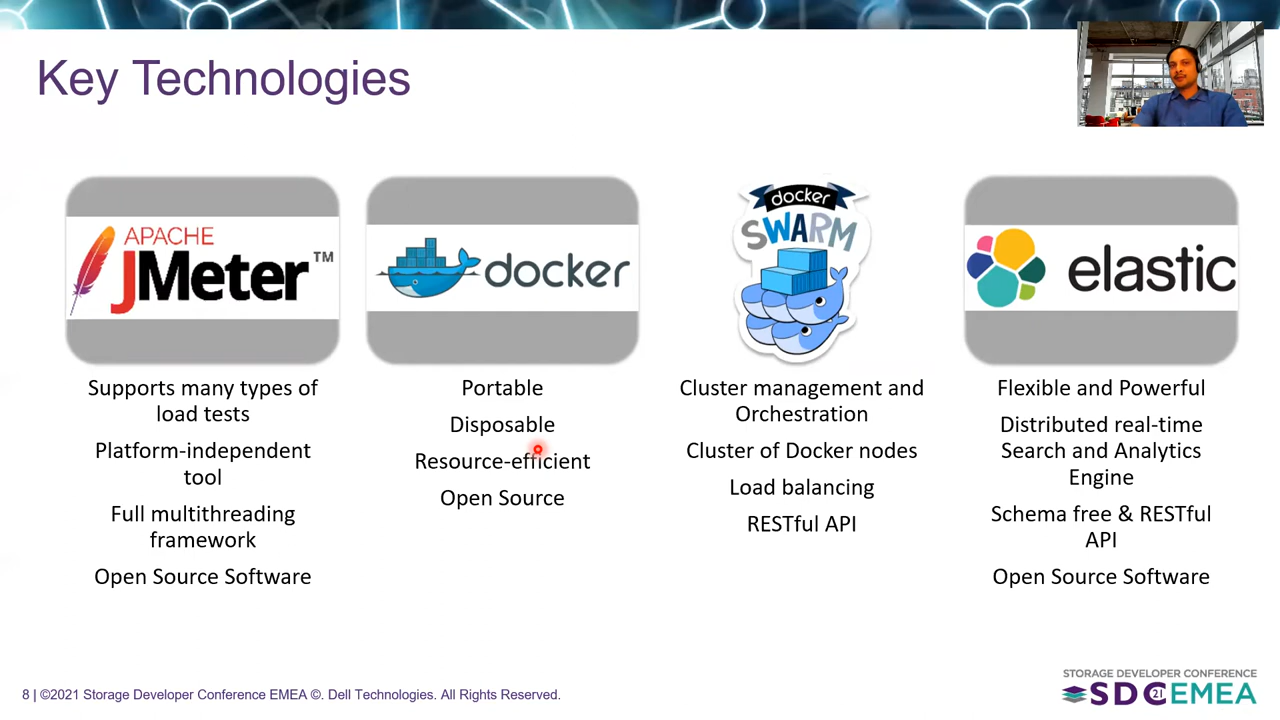 Key Technologies
APACHE
JMeter™
docker
docker
SWARM
elastic
Supports many types of
load tests
Platform-independent
tool
Full multithreading
framework
Open Source Software
Portable
Disposable
Resource-efficient
Open Source
Cluster management and
Orchestration
Cluster of Docker nodes
Load balancing
RESTful API
Flexible and Powerful
Distributed real-time
Search and Analytics
Engine
Schema free & RESTful
API
Open Source Software
8 | ©2021 Storage Developer Conference EMEA ©. Dell Technologies. All Rights Reserved.
STORAGE DEVELOPER CONFERENCE
SDC21EMEA